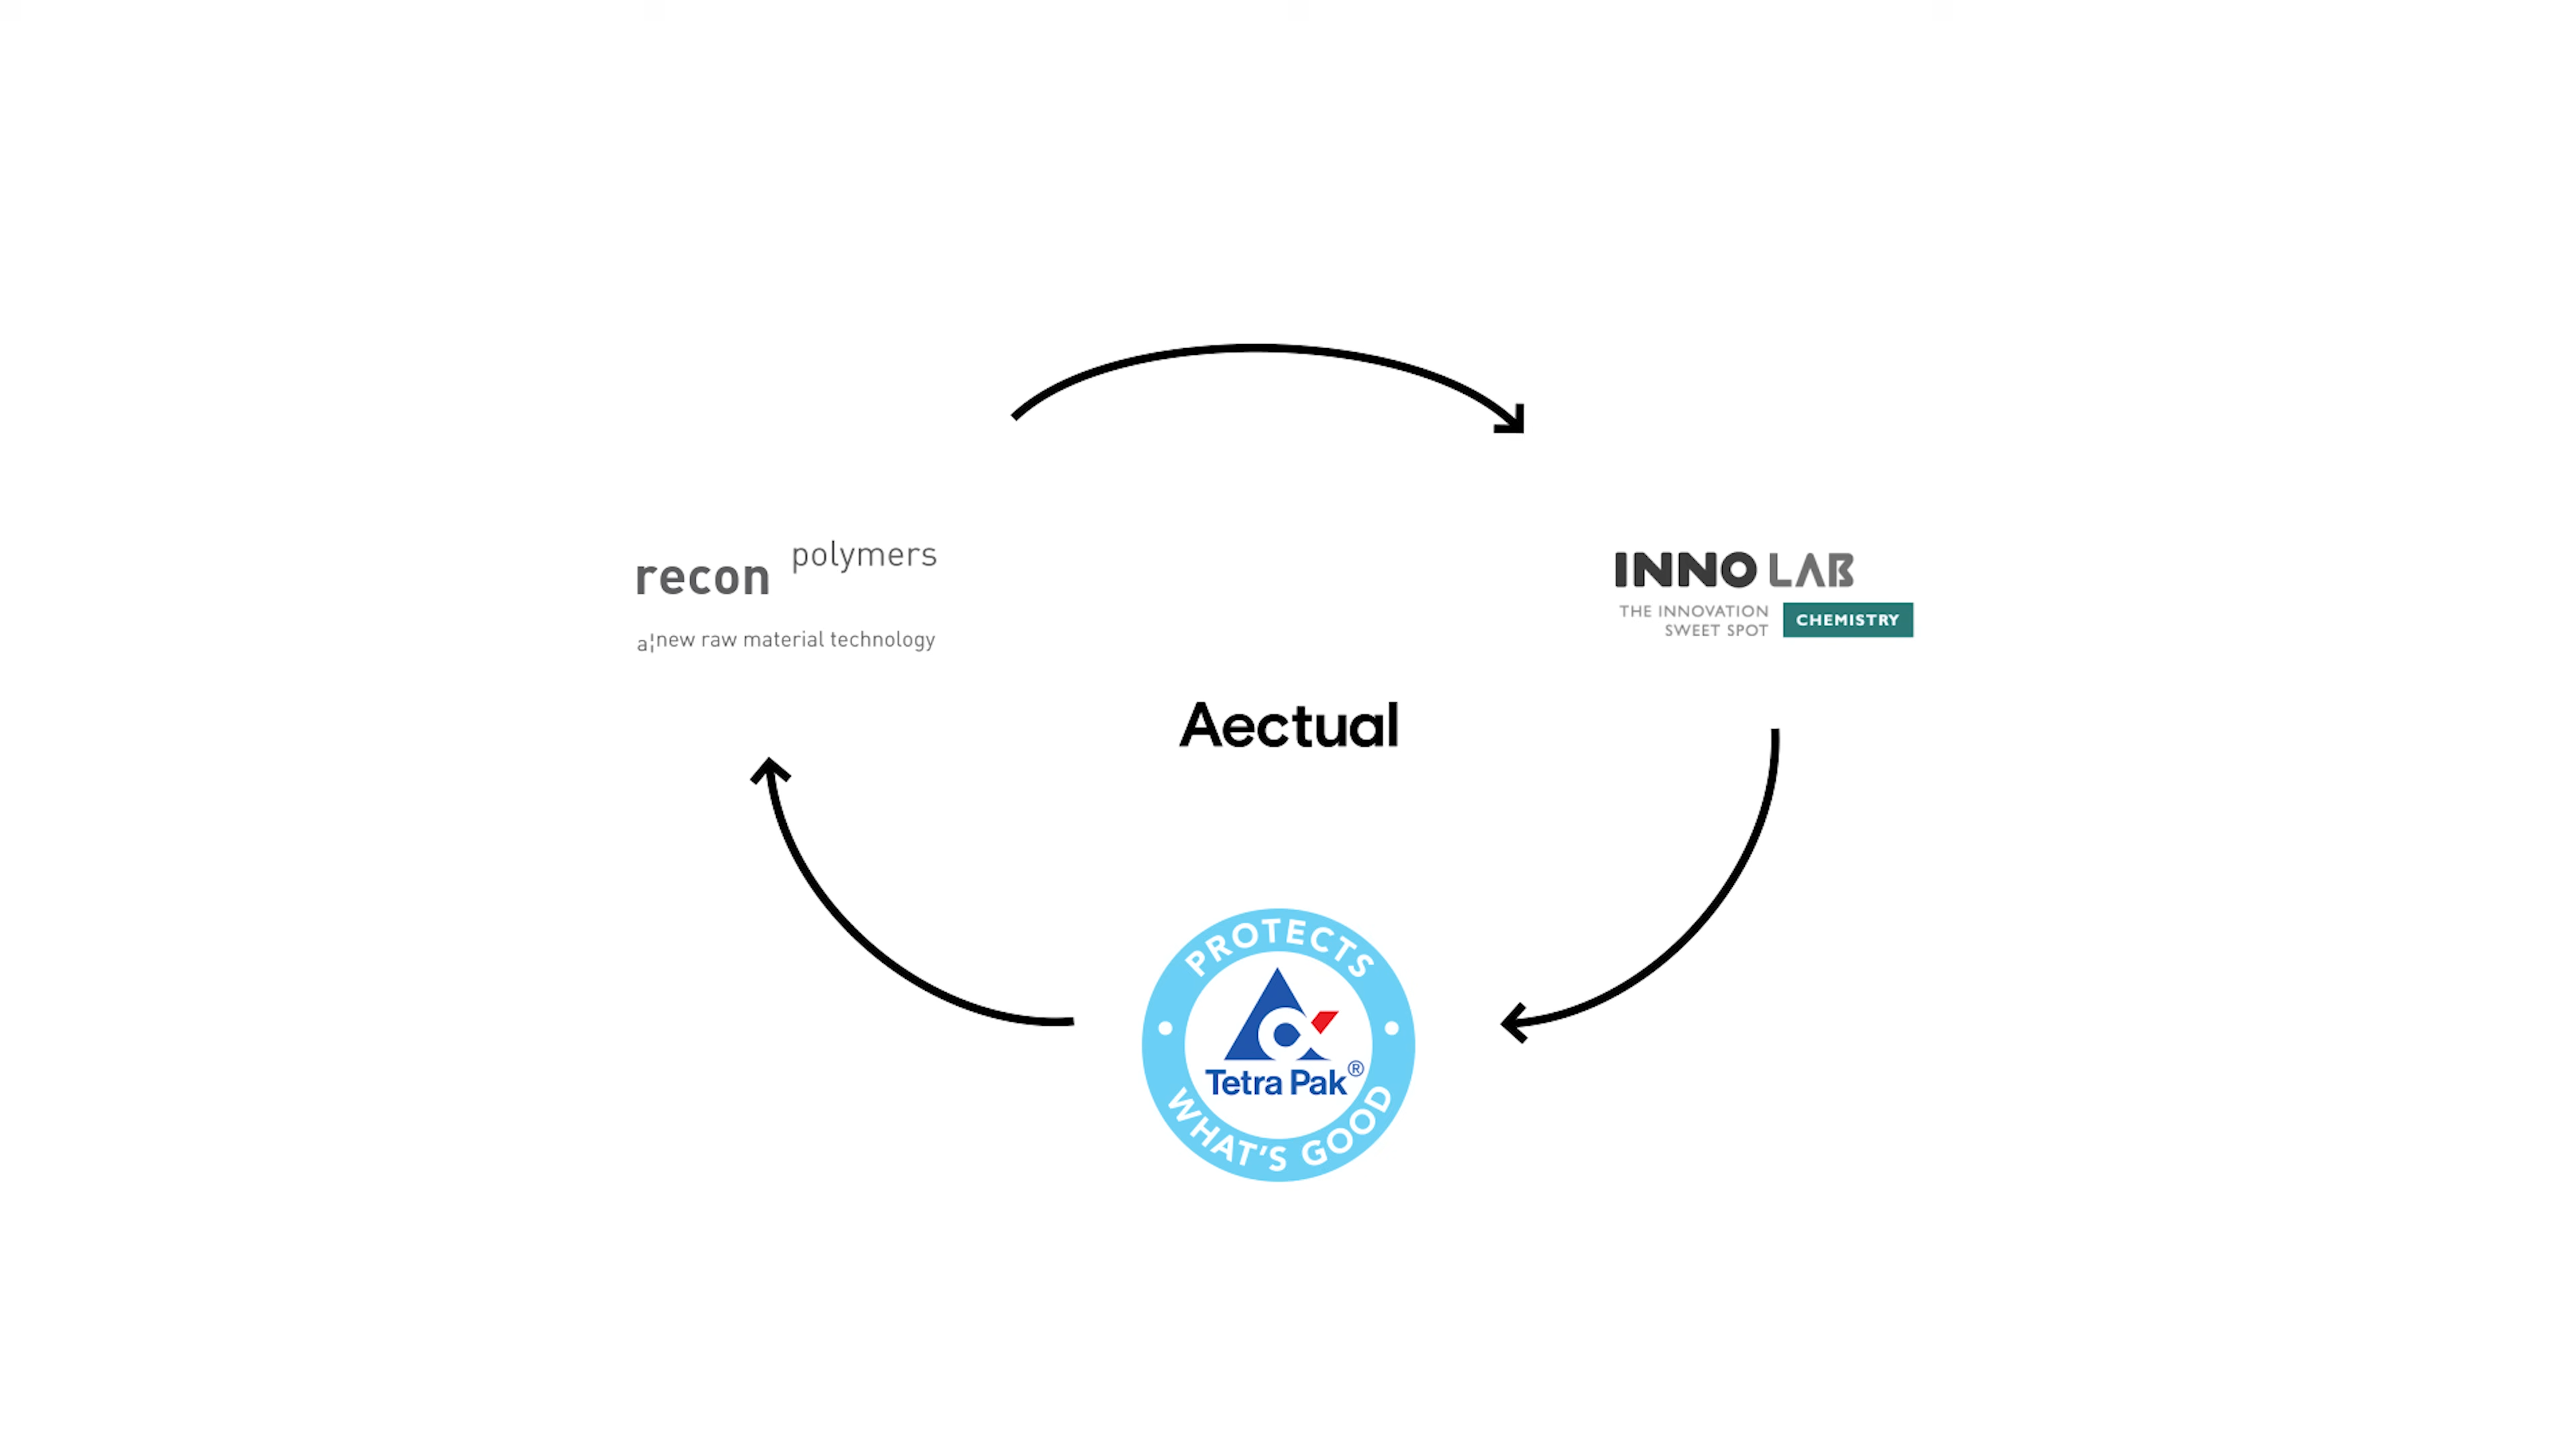 polymers
recon
a¦new raw material technology
INNO LAB
THE INNOVATION
SWEET SPOT
CHEMISTRY
Aectual
PROTECTS
Tetra Pak®
WHAT'S GOOD